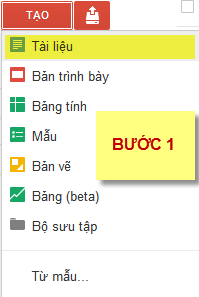 TẠO
Tài liệu
Bản trình bày
Bảng tính
Mẫu
Bản vẽ
Bảng (beta)
Bộ sưu tập
Từ mẫu...
BƯỚC 1